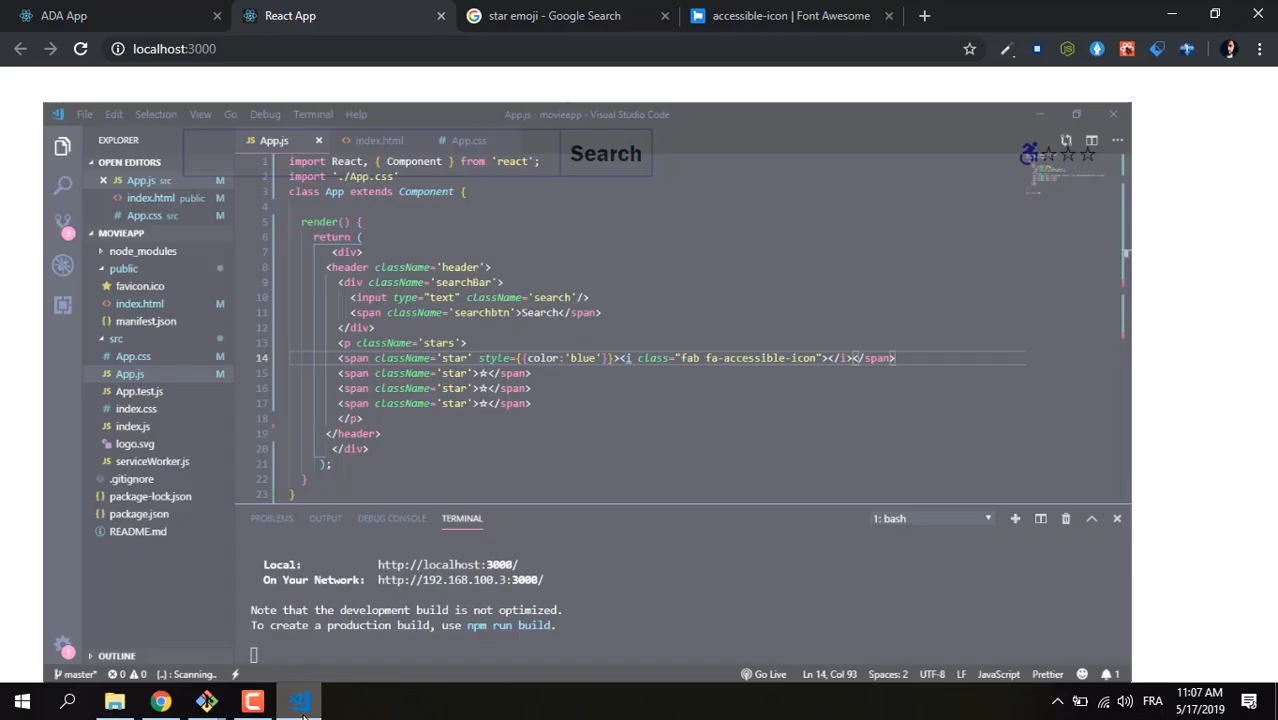 ADA App
React App
star emoji - Google Search
accessible-icon | Font Awesome
localhost:3000
File Edit Selection View Go Debug Terminal Help
App.js - movieapp - Visual Studio Code
EXPLORER
OPEN EDITORS
App.js src M
index.html public
App.css src M
MOVIEAPP
node_modules
public
favicon.ico
index.html M
manifest.json
src
App.css M
App.js M
App.test.js
index.css
index.js
logo.svg
serviceWorker.js
.gitignore
package-lock.json
package.json
README.md
OUTLINE
App.js
index.html
App.css
Search
☆☆☆
1 import React, { Component } from 'react';
2 import './App.css'
3 class App extends Component {
4
5 render() {
6 return (
7 <div>
8 <header className='header'>
9 <div className='searchBar'>
10 <input type="text" className='search'/>
11 <span className='searchbtn'>Search</span>
12 </div>
13 <p className='stars'>
14 <span className='star' style={{color:'blue'}}><i class="fab fa-accessible-icon"></i></span>
15 <span className='star'>☆</span>
16 <span className='star'>☆</span>
17 <span className='star'>☆</span>
18 </p>
19 </header>
20 </div>
21 );
22 }
23 }
PROBLEMS OUTPUT DEBUG CONSOLE TERMINAL
1: bash
Local: http://localhost:3000/
On Your Network: http://192.168.100.3:3000/
Note that the development build is not optimized.
To create a production build, use npm run build.
3
1
master* 0 0 {..} : Scanning..
Go Live Ln 14, Col 93 Spaces: 2 UTF-8 LF JavaScript Prettier 1
FRA
11:07 AM
5/17/2019